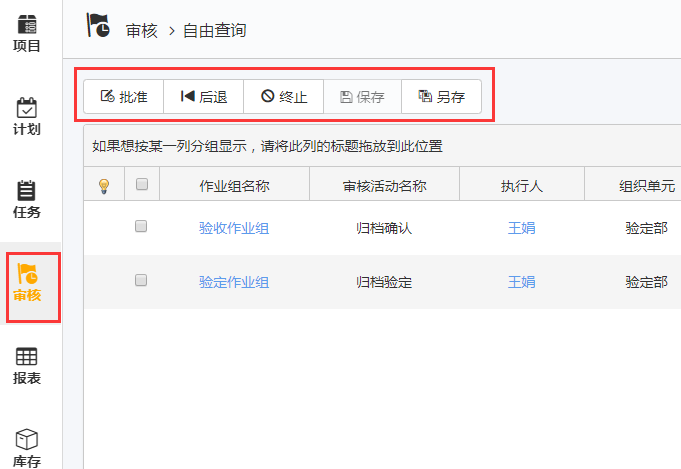 项目
计划
任务
审核
报表
库存
审核 > 自由查询
批准 后退 终止 保存 另存
如果想按某一列分组显示，请将此列的标题拖放到此位置
作业组名称 审核活动名称 执行人 组织单元
验收作业组 归档确认 王娟 验定部
验定作业组 归档验定 王娟 验定部